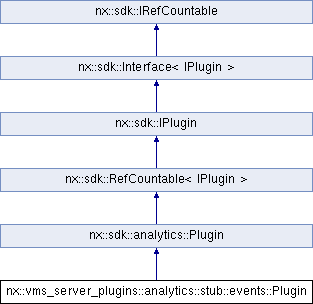 nx::sdk::IRefCountable
nx::sdk::Interface< IPlugin >
nx::sdk::IPlugin
nx::sdk::RefCountable< IPlugin >
nx::sdk::analytics::Plugin
nx::vms_server_plugins::analytics::stub::events::Plugin